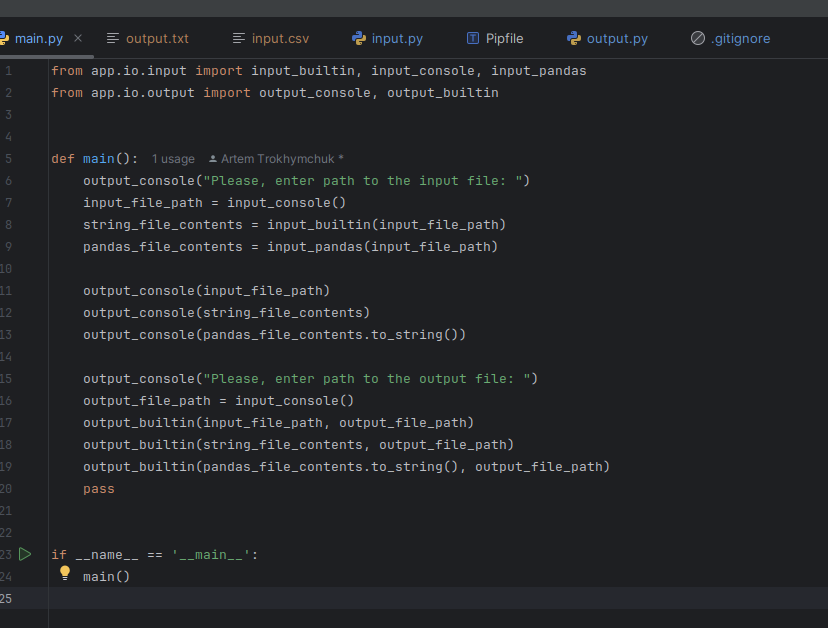 main.py output.txt input.csv input.py Pipfile output.py .gitignore
1 from app.io.input import input_builtin, input_console, input_pandas
2 from app.io.output import output_console, output_builtin
3
4
5 def main(): 1 usage Artem Trokhymchuk *
6     output_console("Please, enter path to the input file: ")
7     input_file_path = input_console()
8     string_file_contents = input_builtin(input_file_path)
9     pandas_file_contents = input_pandas(input_file_path)
10
11     output_console(input_file_path)
12     output_console(string_file_contents)
13     output_console(pandas_file_contents.to_string())
14
15     output_console("Please, enter path to the output file: ")
16     output_file_path = input_console()
17     output_builtin(input_file_path, output_file_path)
18     output_builtin(string_file_contents, output_file_path)
19     output_builtin(pandas_file_contents.to_string(), output_file_path)
20     pass
21
22
23 if __name__ == '__main__':
24     main()
25